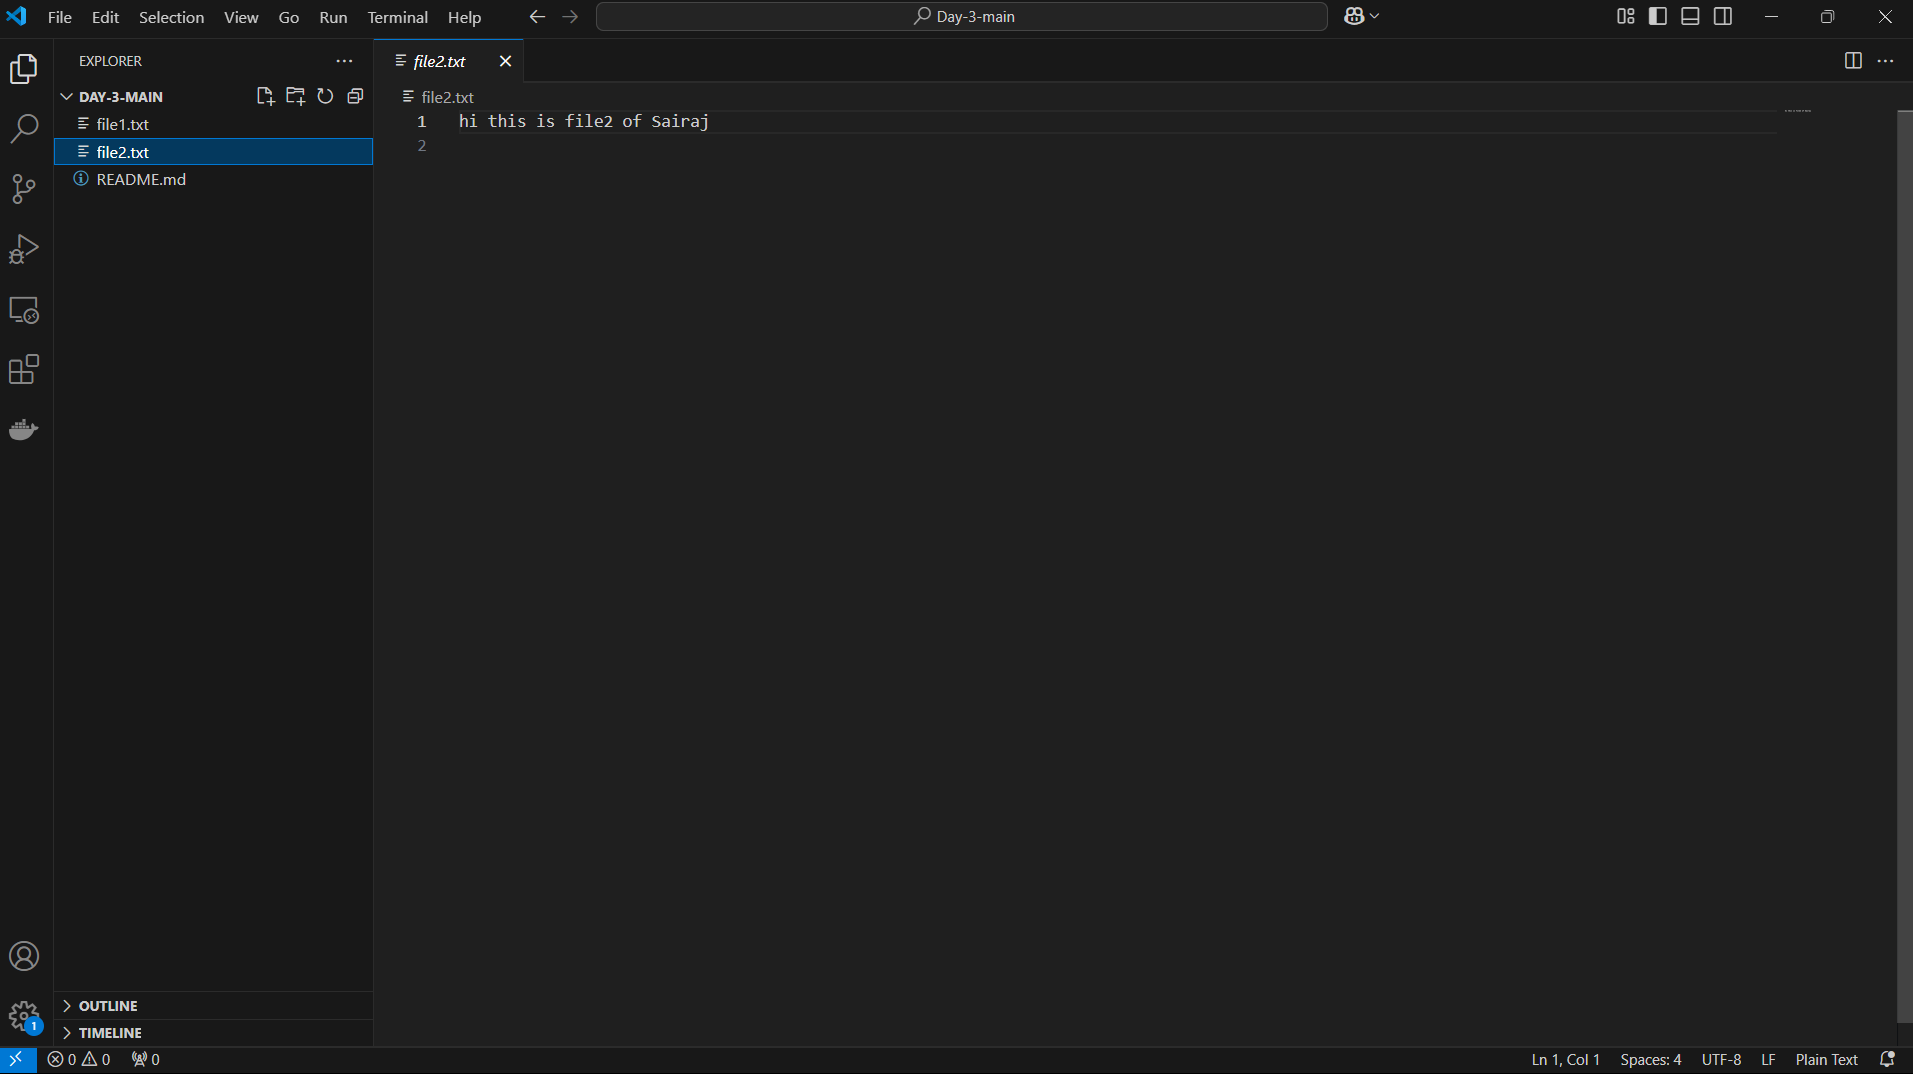 File Edit Selection View Go Run Terminal Help
Day-3-main
EXPLORER
DAY-3-MAIN
file1.txt
file2.txt
README.md
OUTLINE
TIMELINE
file2.txt
file2.txt
1 hi this is file2 of Sairaj
2
1
0 0 0
Ln 1, Col 1 Spaces: 4 UTF-8 LF Plain Text